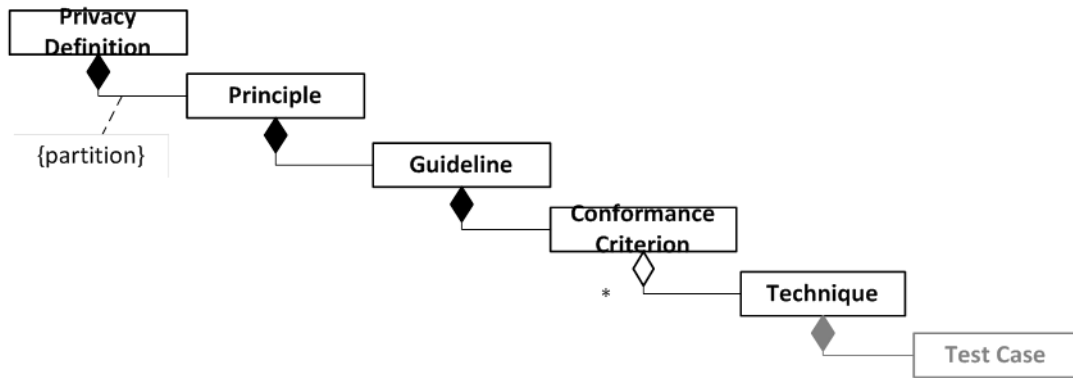 Privacy
Definition
Principle
{partition}
Guideline
Conformance
Criterion
*
Technique
Test Case